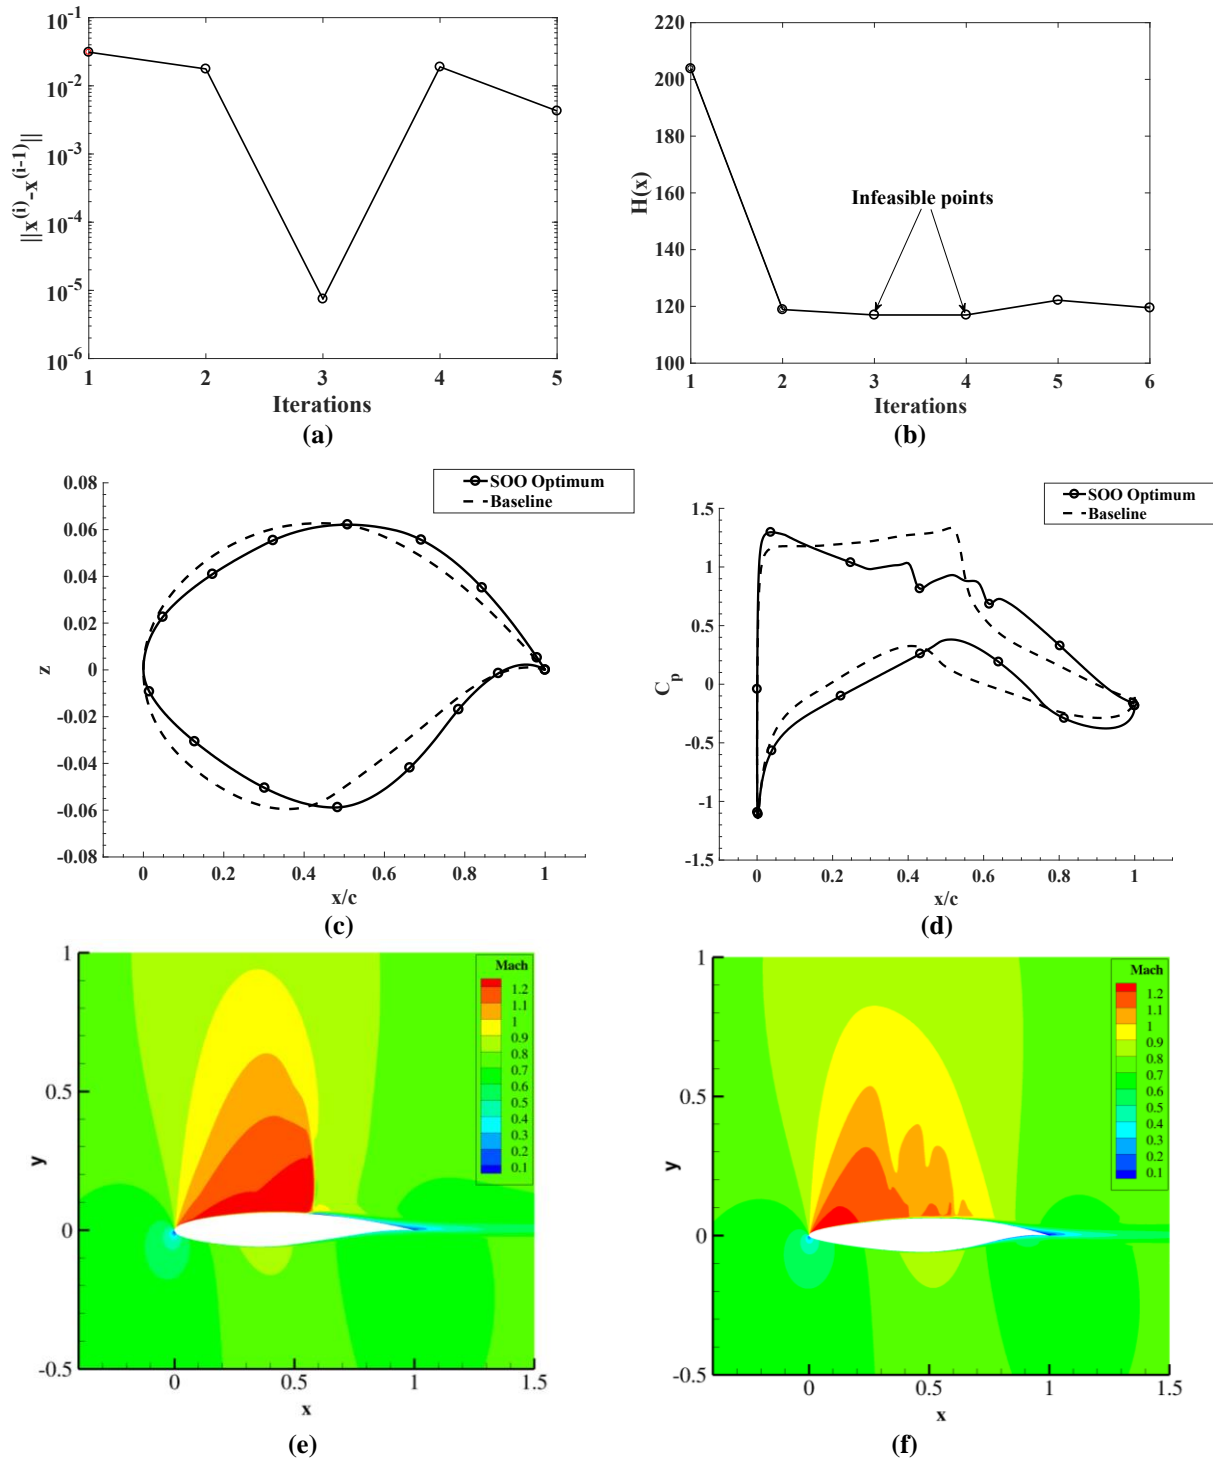 10^-1
10^-2
10^-3
10^-4
10^-5
10^-6
||x^(i)-x^(i-1)||
1 2 3 4 5
Iterations
(a)
220
200
180
160
140
120
100
H(x)
Infeasible points
1 2 3 4 5 6
Iterations
(b)
SOO Optimum
Baseline
0.08
0.06
0.04
0.02
0
-0.02
-0.04
-0.06
-0.08
z
0 0.2 0.4 0.6 0.8 1
x/c
(c)
SOO Optimum
Baseline
1.5
1
0.5
0
-0.5
-1
-1.5
C_p
0 0.2 0.4 0.6 0.8 1
x/c
(d)
Mach
1.2
1.1
1
0.9
0.8
0.7
0.6
0.5
0.4
0.3
0.2
0.1
1
0.5
0
-0.5
y
0 0.5 1 1.5
x
(e)
Mach
1.2
1.1
1
0.9
0.8
0.7
0.6
0.5
0.4
0.3
0.2
0.1
1
0.5
0
-0.5
y
0 0.5 1 1.5
x
(f)